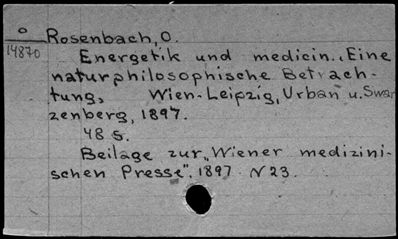 o
14870
Rosenbach, O.
Energetik und medicin. Eine
naturphilosophische Betrach-
tung, Wien-Leipzig, Urban u. Swar
zenberg, 1897.
48 S.
Beilage zur „Wiener medizini-
schen Presse". 1897 N 23.